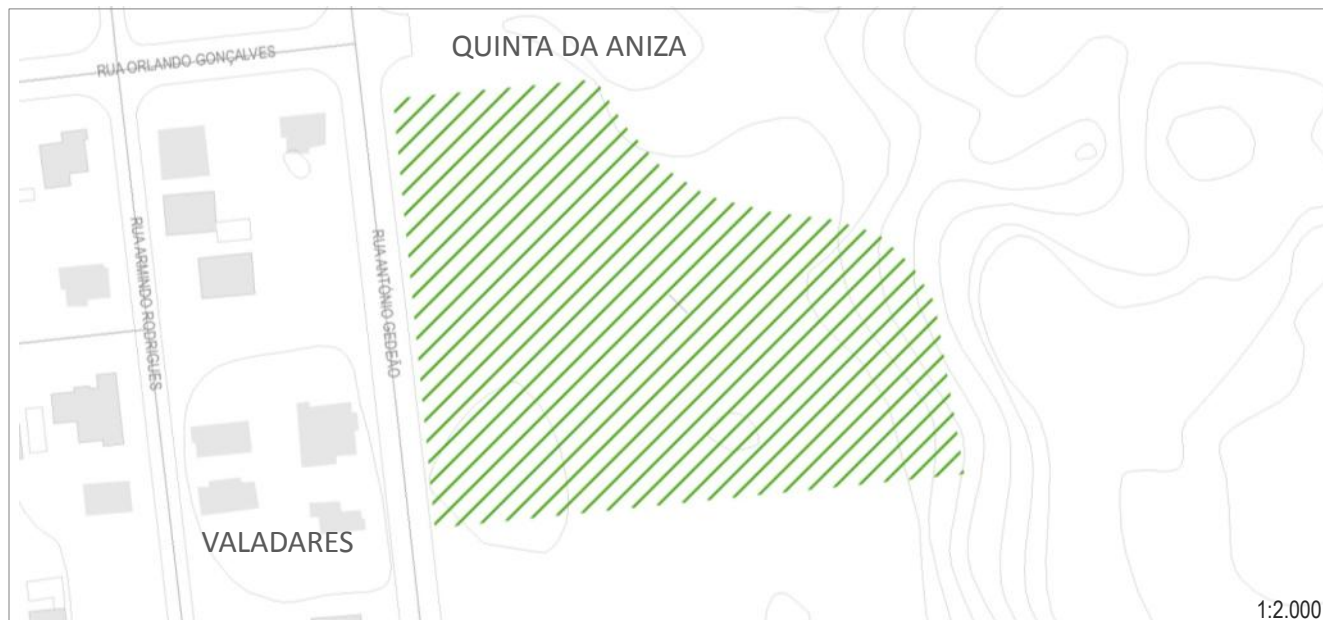 QUINTA DA ANIZA
RUA ORLANDO GONÇALVES
RUA ARMINDO RODRIGUES
RUA ANTÓNIO GEDEÃO
VALADARES
1:2.000